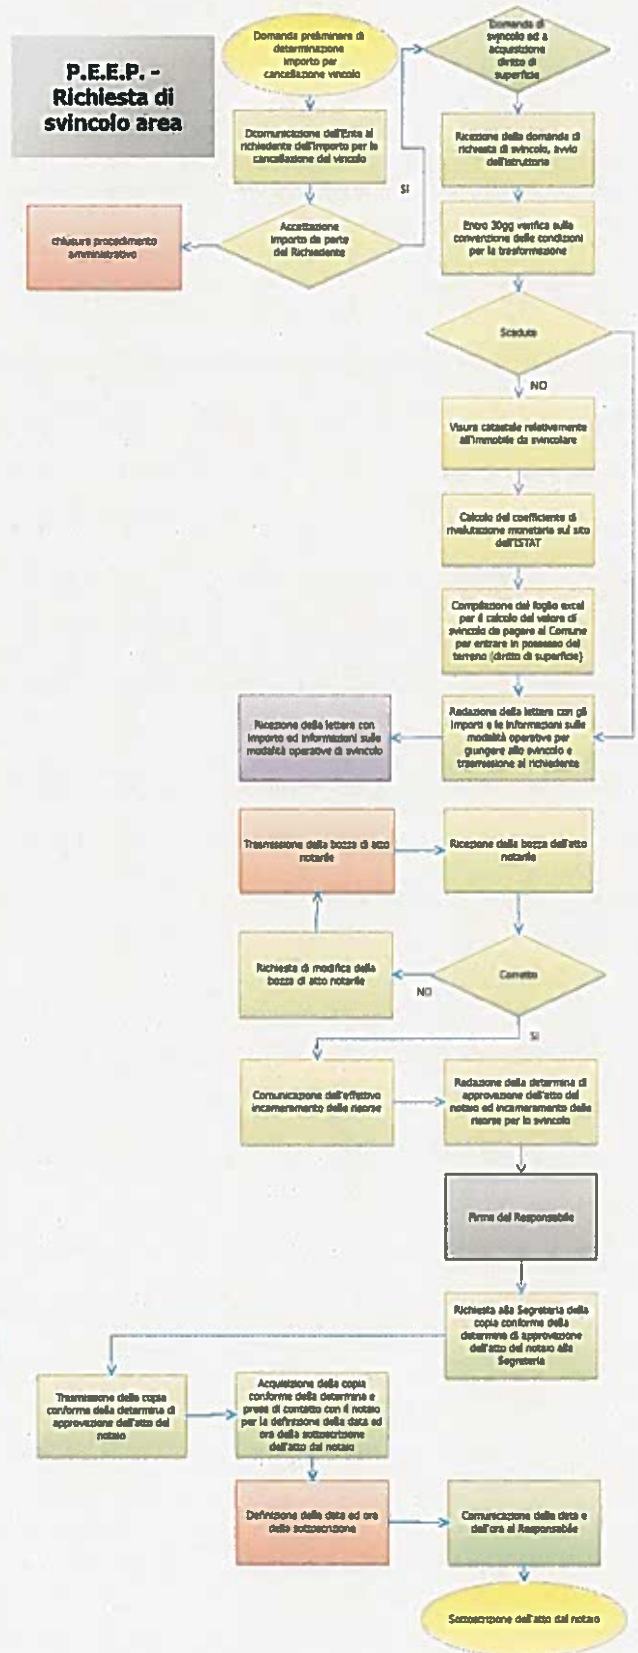 P.E.E.P. -
Richiesta di
svincolo area
Domanda preliminare di
determinazione
importo per
cancellazione vincolo
Dcomunicazione dell'Ente al
richiedente dell'importo per la
cancellazione del vincolo
Accettazione
importo da parte
del Richiedente
SI
chiusura procedimento
amministrativo
Domanda di
svincolo ed a
acquisizione
diritto di
superficie
Ricezione della domanda di
richiesta di svincolo, avvio
dell'istruttoria
Entro 30gg verifica sulla
convenzione delle condizioni
per la trasformazione
Scadute
NO
Visura catastale relativamente
all'immobile da svincolare
Calcolo del coefficiente di
rivalutazione monetaria sul sito
dell'ISTAT
Compilazione del foglio excel
per il calcolo del valore di
svincolo da pagare al Comune
per entrare in possesso del
terreno (diritto di superficie)
Redazione della lettera con gli
importi e le informazioni sulle
modalità operative per
giungere allo svincolo e
trasmissione al richiedente
Ricezione della lettera con
importo ed informazioni sulle
modalità operative di svincolo
Trasmissione della bozza di atto
notarile
Ricezione della bozza dell'atto
notarile
Richiesta di modifica della
bozza di atto notarile
NO
Corretto
SI
Comunicazione dell'effettivo
incameramento delle risorse
Redazione della determina di
approvazione dell'atto del
notaio ed incameramento delle
risorse per lo svincolo
Firma del Responsabile
Richiesta alla Segreteria della
copia conforme della
determina di approvazione
dell'atto del notaio alla
Segreteria
Trasmissione della copia
conforme della determina di
approvazione dell'atto del
notaio
Acquisizione della copia
conforme della determina e
presa di contatto con il notaio
per la definizione della data ed
ora della sottoscrizione
dell'atto dal notaio
Definizione della data ed ora
della sottoscrizione
Comunicazione della data e
dell'ora al Responsabile
Sottoscrizione dell'atto dal notaio